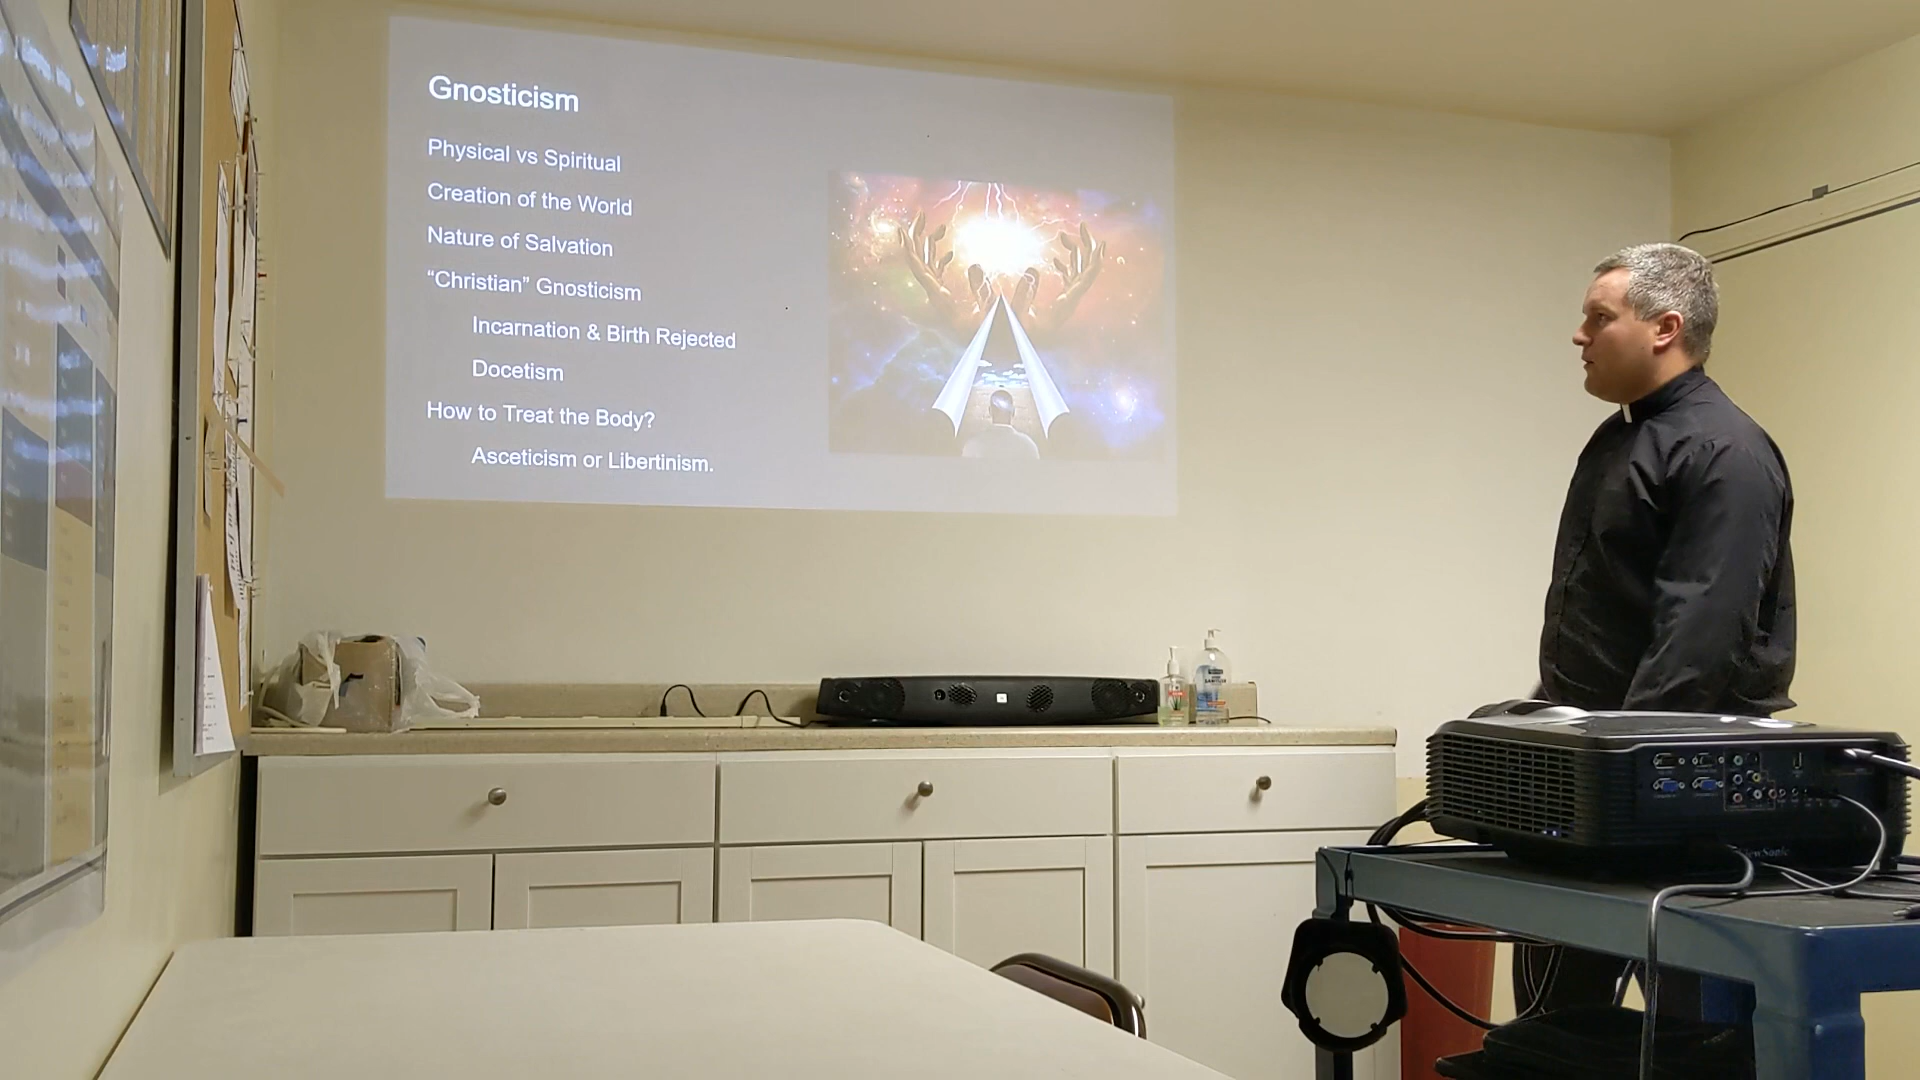 Gnosticism
Physical vs Spiritual
Creation of the World
Nature of Salvation
“Christian” Gnosticism
Incarnation & Birth Rejected
Docetism
How to Treat the Body?
Asceticism or Libertinism.
ViewSonic